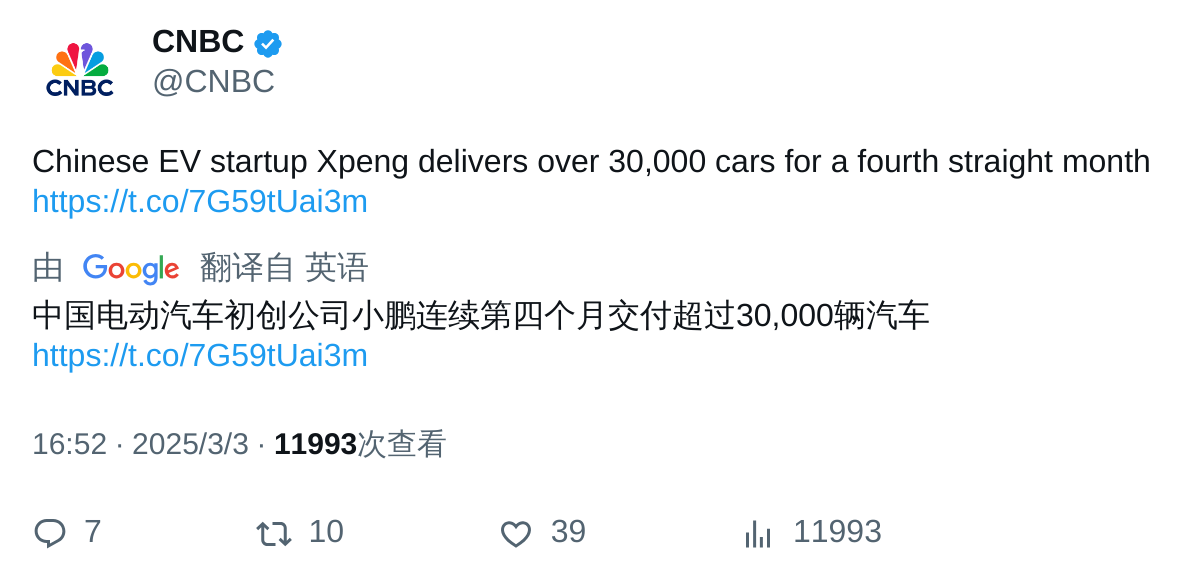 CNBC
CNBC
@CNBC
Chinese EV startup Xpeng delivers over 30,000 cars for a fourth straight month
https://t.co/7G59tUai3m
由 Google 翻译自 英语
中国电动汽车初创公司小鹏连续第四个月交付超过30,000辆汽车
https://t.co/7G59tUai3m
16:52 · 2025/3/3 · 11993次查看
7 10 39 11993